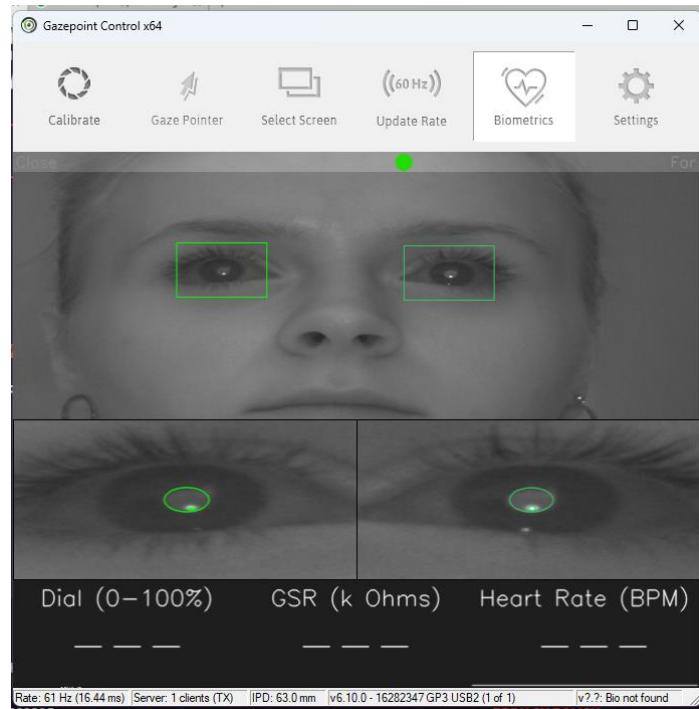 Gazepoint Control x64
Calibrate
Gaze Pointer
Select Screen
((60 Hz))
Update Rate
Biometrics
Settings
Close
For
Dial (0-100%)
GSR (k Ohms)
Heart Rate (BPM)
— — —
— — —
— — —
Rate: 61 Hz (16.44 ms)
Server: 1 clients (TX)
IPD: 63.0 mm
v6.10.0 - 16282347 GP3 USB2 (1 of 1)
v?.?: Bio not found